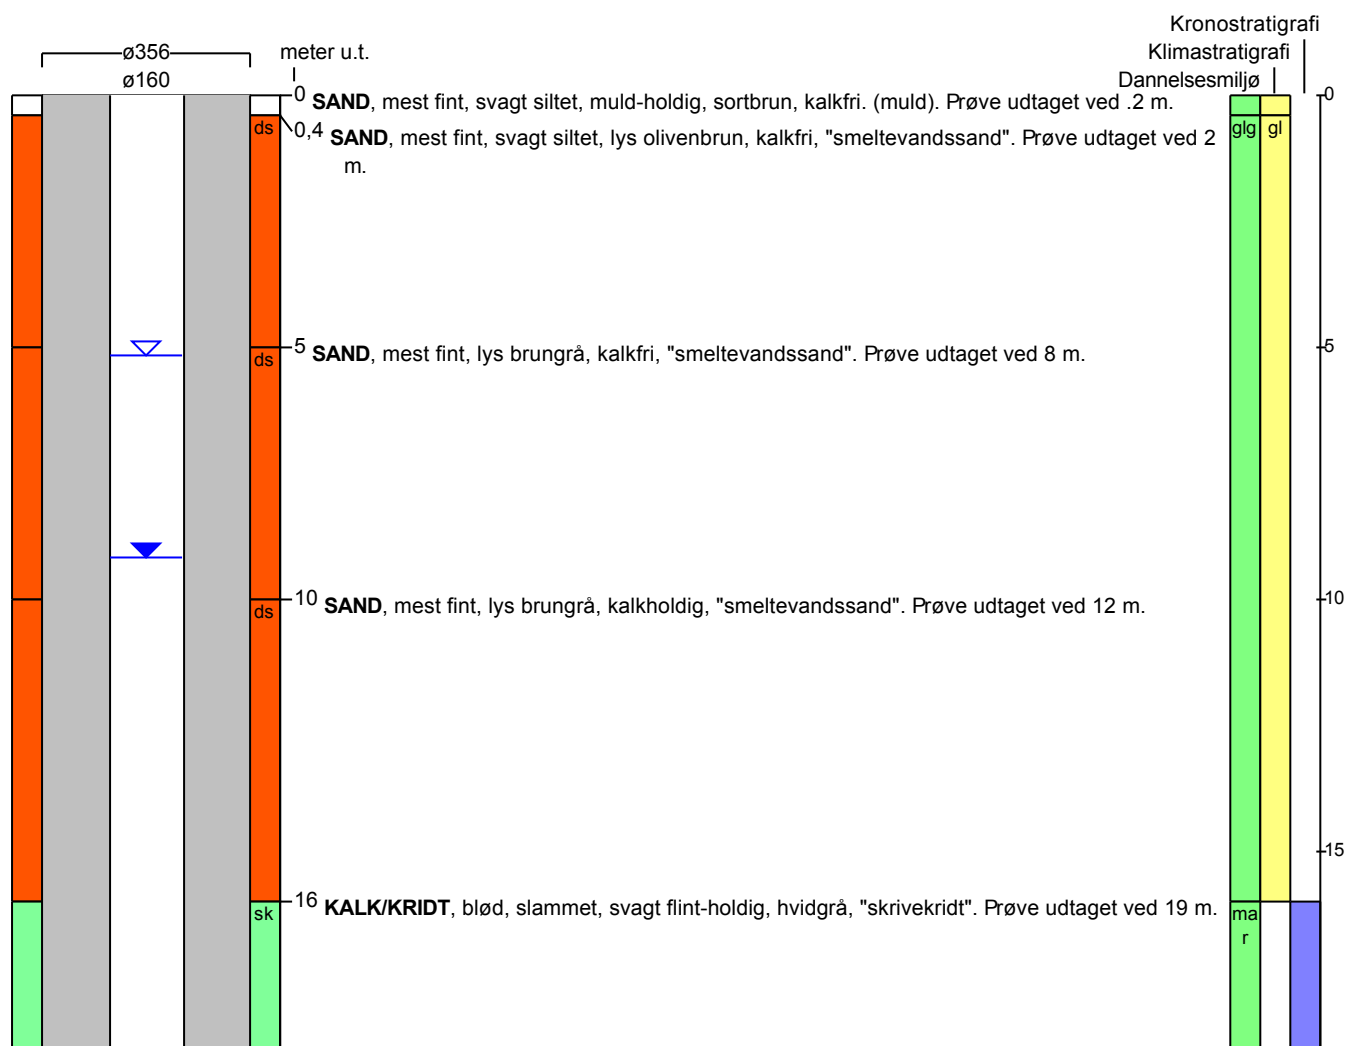 Kronostratigrafi
ø356
meter u.t.
Klimastratigrafi
ø160
Dannelsesmiljø
0
SAND, mest fint, svagt siltet, muld-holdig, sortbrun, kalkfri. (muld). Prøve udtaget ved .2 m.
0
ds
0,4
SAND, mest fint, svagt siltet, lys olivenbrun, kalkfri, "smeltevandssand". Prøve udtaget ved 2
m.
glg
gl
5
SAND, mest fint, lys brungrå, kalkfri, "smeltevandssand". Prøve udtaget ved 8 m.
5
ds
10
SAND, mest fint, lys brungrå, kalkholdig, "smeltevandssand". Prøve udtaget ved 12 m.
10
ds
15
16
KALK/KRIDT, blød, slammet, svagt flint-holdig, hvidgrå, "skrivekridt". Prøve udtaget ved 19 m.
sk
ma
r